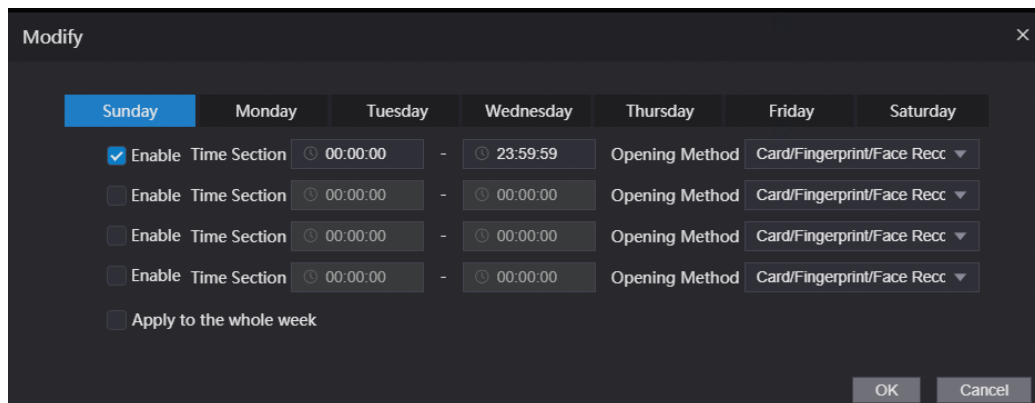 Modify ×
Sunday Monday Tuesday Wednesday Thursday Friday Saturday
Enable Time Section 00:00:00 - 23:59:59 Opening Method Card/Fingerprint/Face Recc
Enable Time Section 00:00:00 - 00:00:00 Opening Method Card/Fingerprint/Face Recc
Enable Time Section 00:00:00 - 00:00:00 Opening Method Card/Fingerprint/Face Recc
Enable Time Section 00:00:00 - 00:00:00 Opening Method Card/Fingerprint/Face Recc
Apply to the whole week
OK Cancel